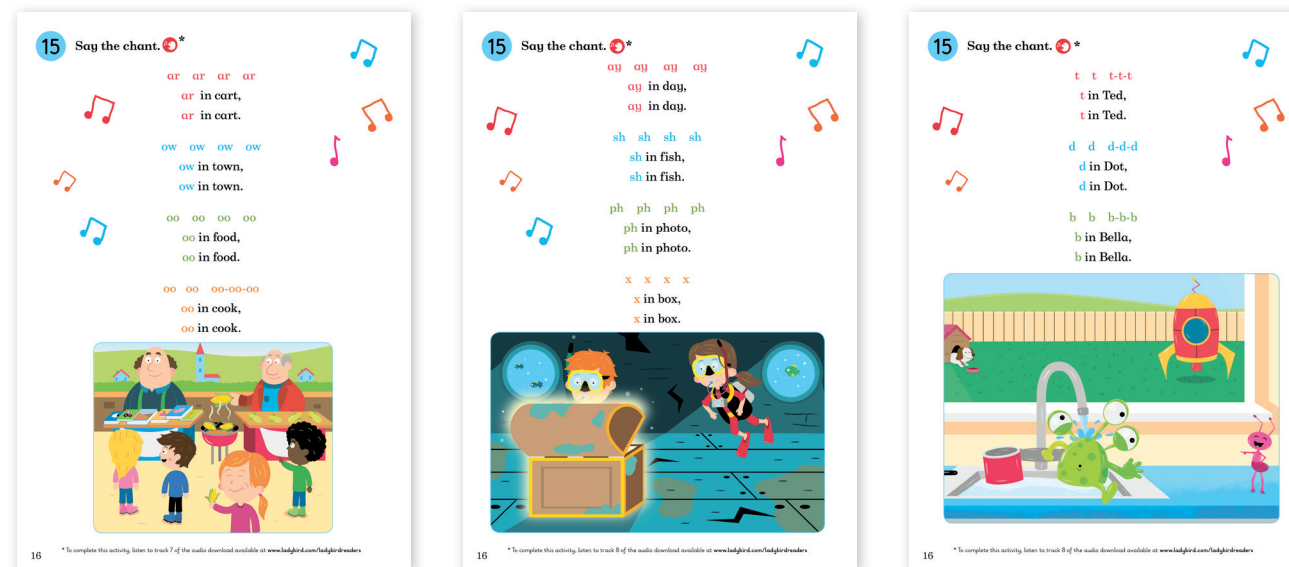 15 Say the chant. *
ar ar ar ar
ar in cart,
ar in cart.
ow ow ow ow
ow in town,
ow in town.
oo oo oo oo
oo in food,
oo in food.
oo oo oo-oo-oo
oo in cook,
oo in cook.
* To complete this activity, listen to track 7 of the audio download available at www.ladybird.com/ladybirdreaders
16
15 Say the chant. *
ay ay ay ay
ay in day,
ay in day.
sh sh sh sh
sh in fish,
sh in fish.
ph ph ph ph
ph in photo,
ph in photo.
x x x x
x in box,
x in box.
* To complete this activity, listen to track 8 of the audio download available at www.ladybird.com/ladybirdreaders
16
15 Say the chant. *
t t t-t-t
t in Ted,
t in Ted.
d d d-d-d
d in Dot,
d in Dot.
b b b-b-b
b in Bella,
b in Bella.
* To complete this activity, listen to track 8 of the audio download available at www.ladybird.com/ladybirdreaders
16